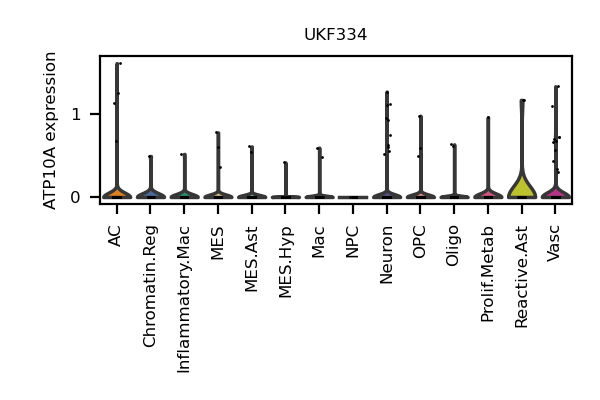 UKF334
ATP10A expression
1
0
AC
Chromatin.Reg
Inflammatory.Mac
MES
MES.Ast
MES.Hyp
Mac
NPC
Neuron
OPC
Oligo
Prolif.Metab
Reactive.Ast
Vasc